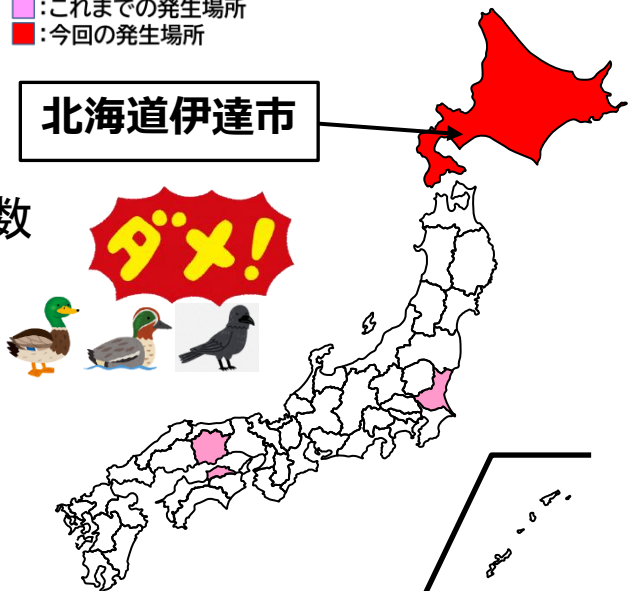 ：これまでの発生場所
：今回の発生場所
北海道伊達市
数
ダメ！